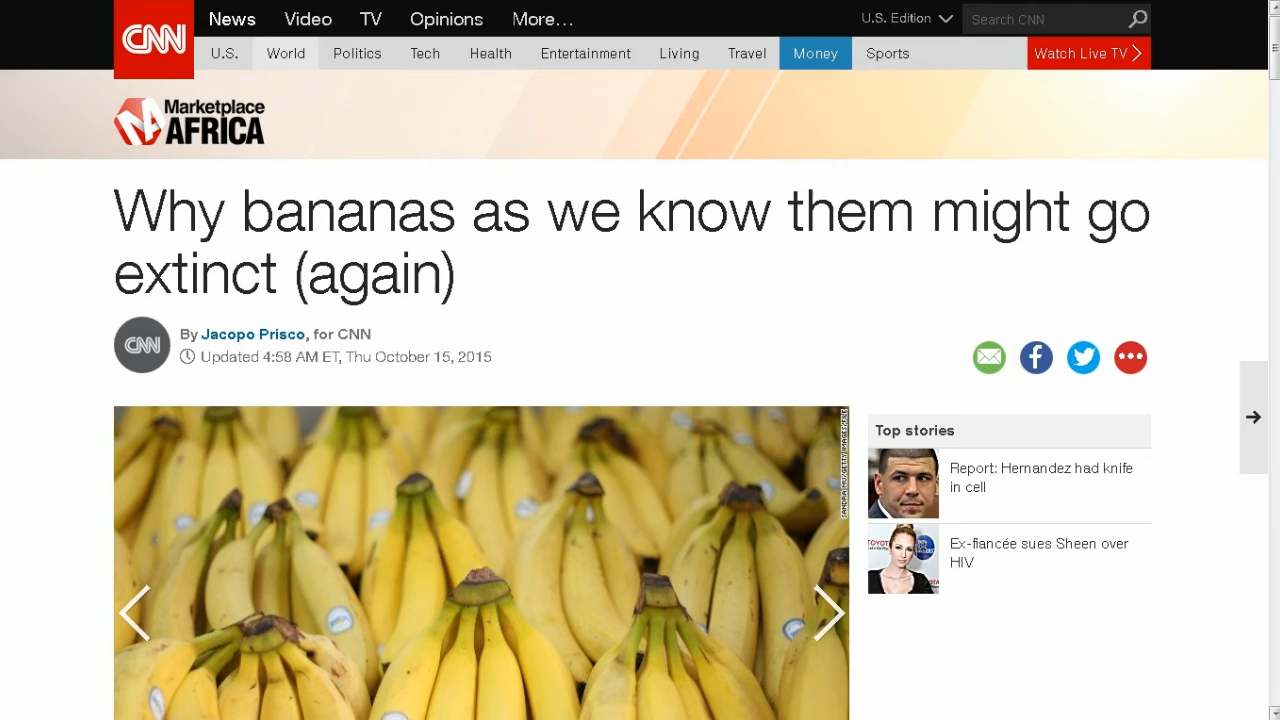 CNN
News Video TV Opinions More…
U.S. Edition
Search CNN
U.S. World Politics Tech Health Entertainment Living Travel Money Sports
Watch Live TV
Marketplace
AFRICA
Why bananas as we know them might go
extinct (again)
CNN
By Jacopo Prisco, for CNN
Updated 4:58 AM ET, Thu October 15, 2015
Top stories
Report: Hernandez had knife
in cell
Ex-fiancée sues Sheen over
HIV
TOYOT